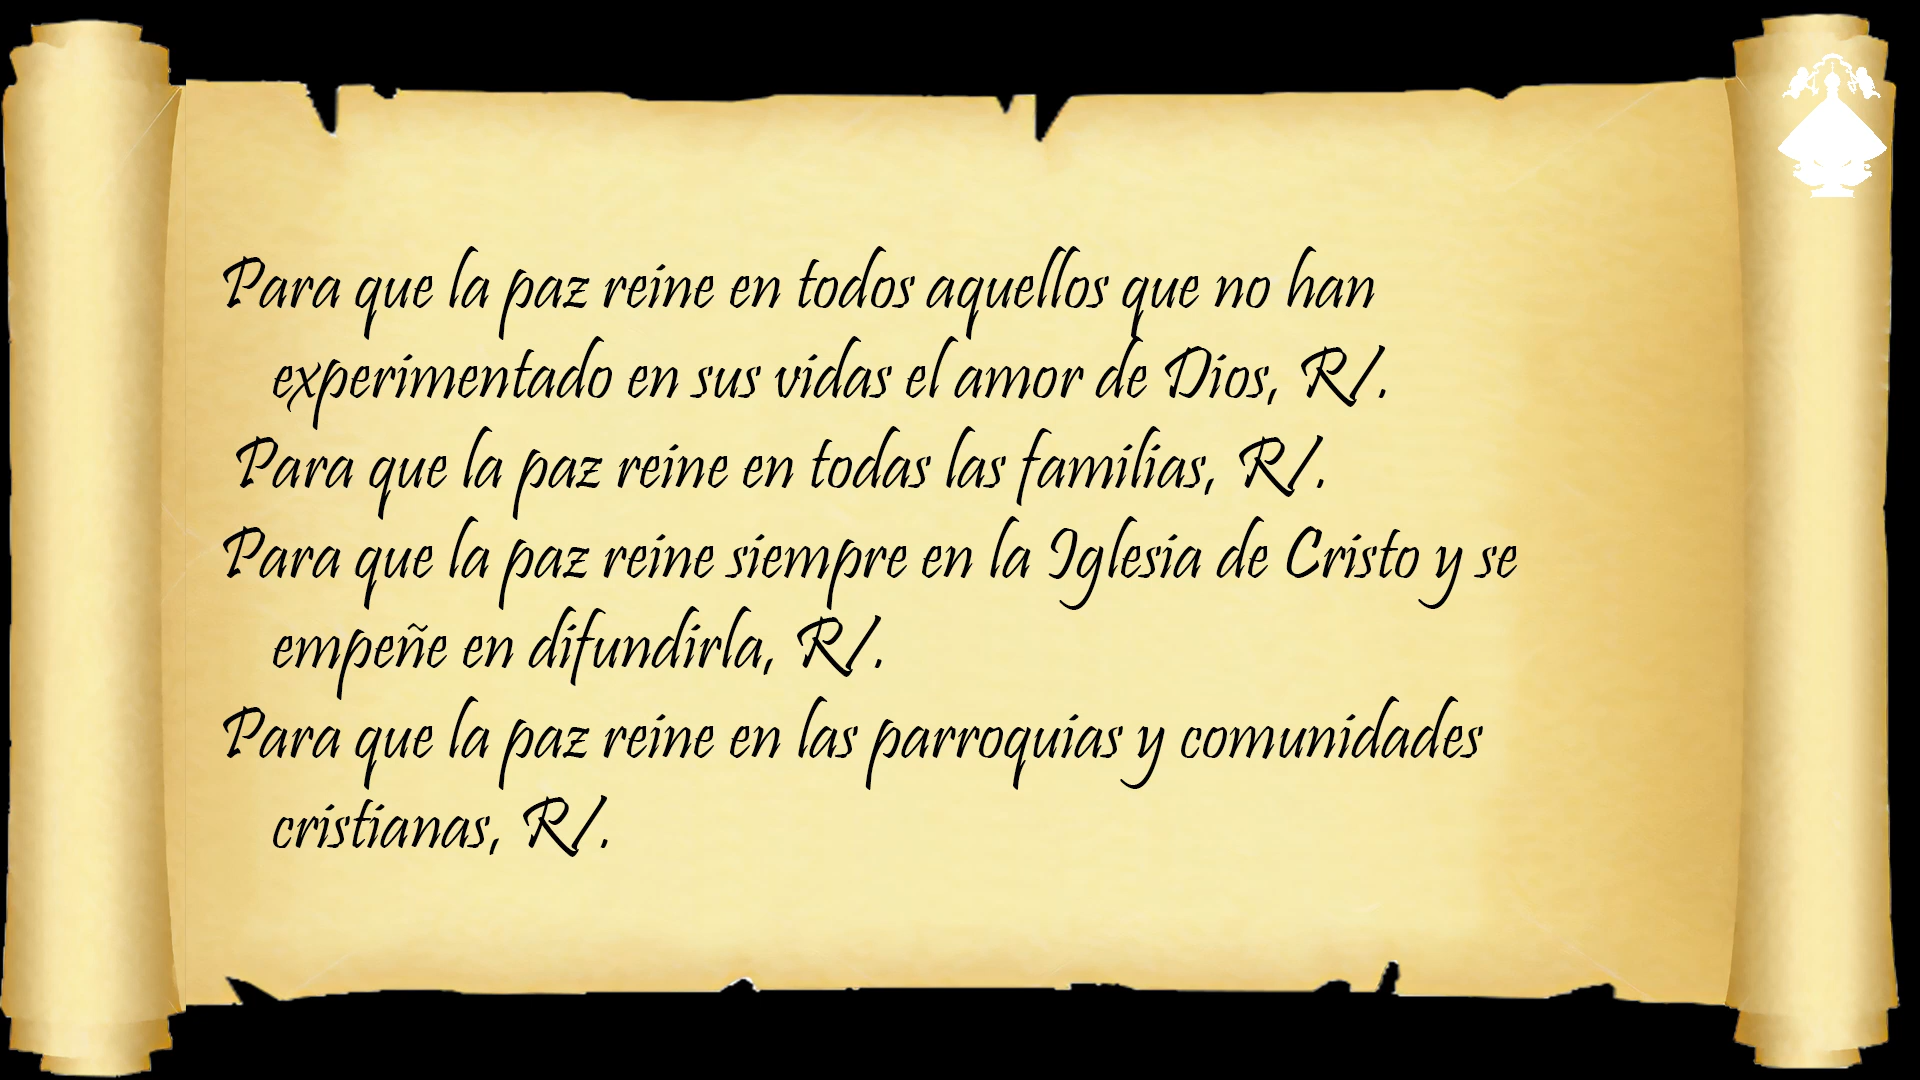 Para que la paz reine en todos aquellos que no han
experimentado en sus vidas el amor de Dios, R/.
Para que la paz reine en todas las familias, R/.
Para que la paz reine siempre en la Iglesia de Cristo y se
empeñe en difundirla, R/.
Para que la paz reine en las parroquias y comunidades
cristianas, R/.